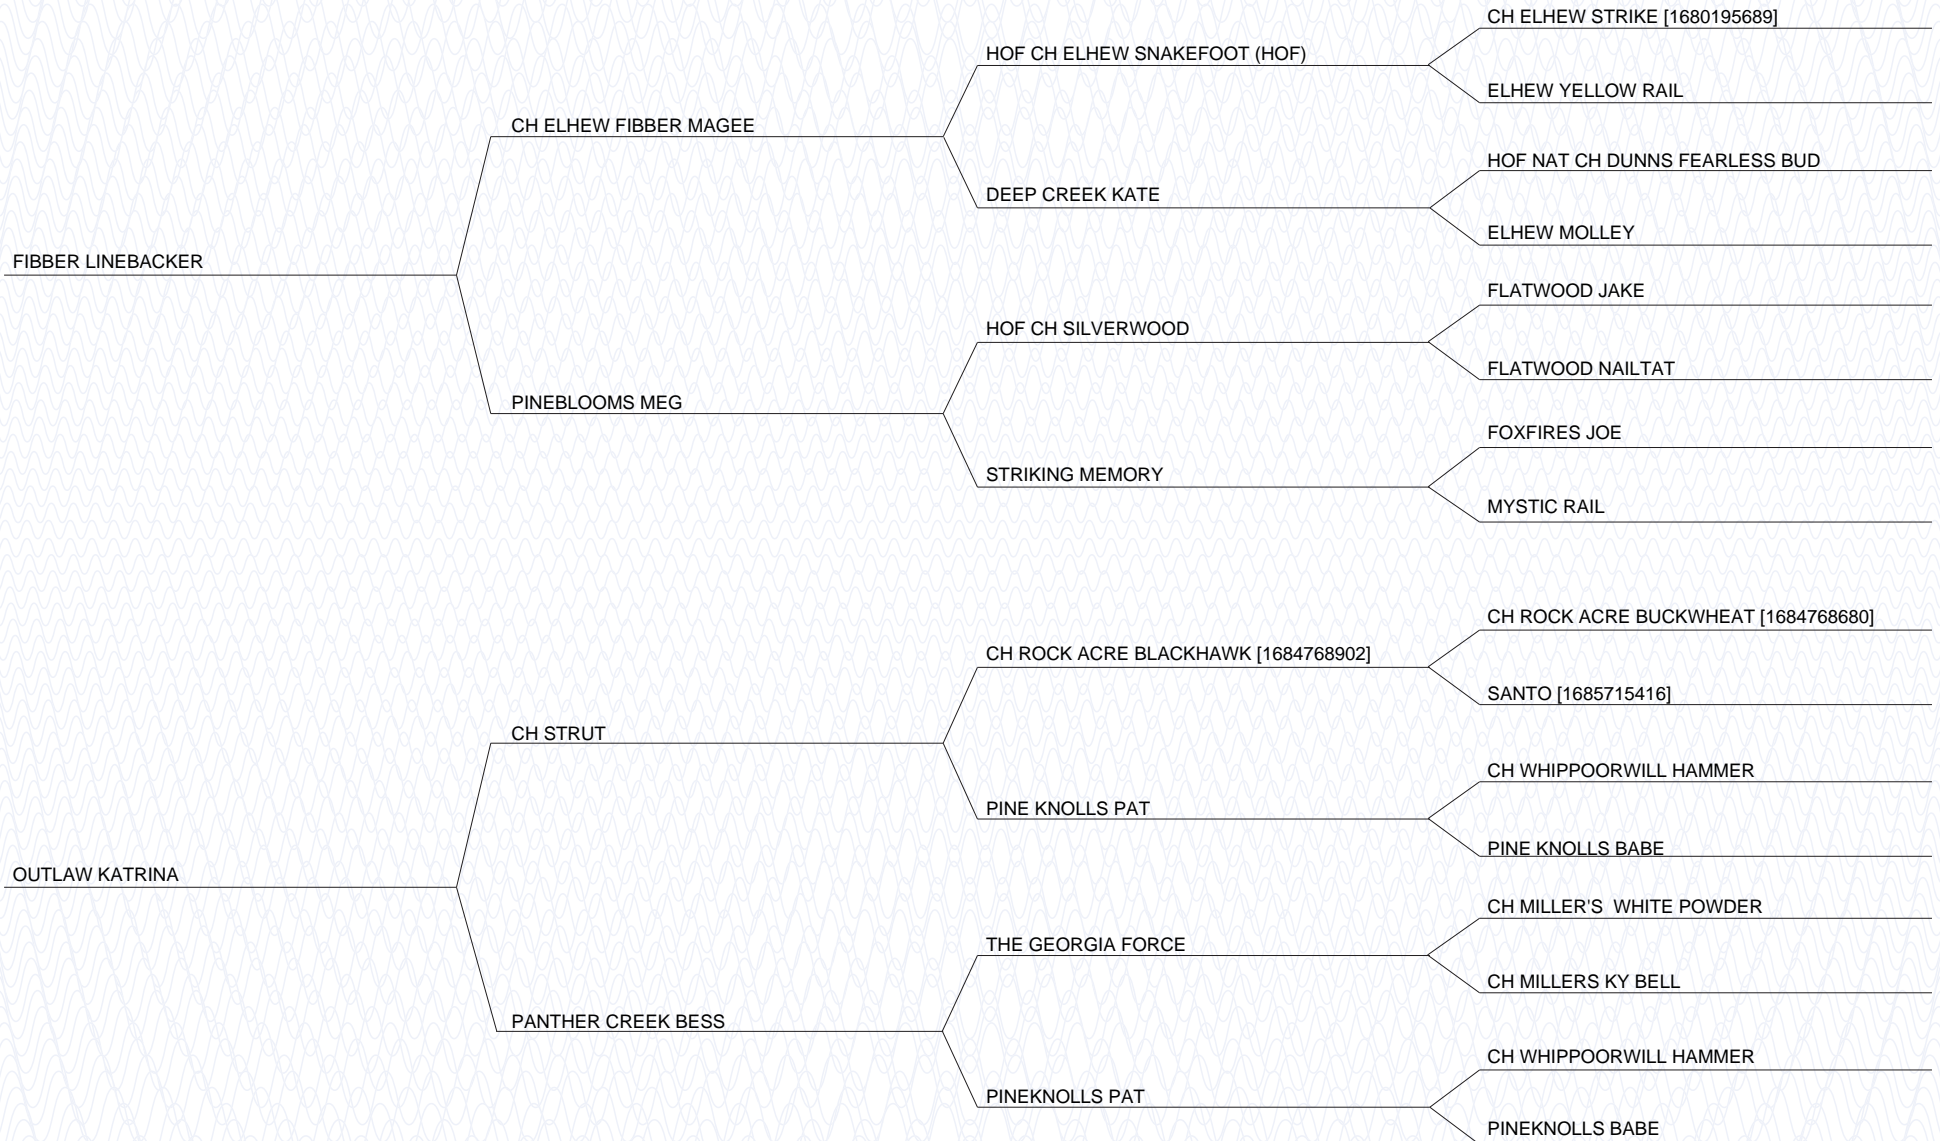 CH ELHEW STRIKE [1680195689]
HOF CH ELHEW SNAKEFOOT (HOF)
ELHEW YELLOW RAIL
CH ELHEW FIBBER MAGEE
HOF NAT CH DUNNS FEARLESS BUD
DEEP CREEK KATE
ELHEW MOLLEY
FIBBER LINEBACKER
FLATWOOD JAKE
HOF CH SILVERWOOD
FLATWOOD NAILTAT
PINEBLOOMS MEG
FOXFIRES JOE
STRIKING MEMORY
MYSTIC RAIL
CH ROCK ACRE BUCKWHEAT [1684768680]
CH ROCK ACRE BLACKHAWK [1684768902]
SANTO [1685715416]
CH STRUT
CH WHIPPOORWILL HAMMER
PINE KNOLLS PAT
PINE KNOLLS BABE
OUTLAW KATRINA
CH MILLER'S  WHITE POWDER
THE GEORGIA FORCE
CH MILLERS KY BELL
PANTHER CREEK BESS
CH WHIPPOORWILL HAMMER
PINEKNOLLS PAT
PINEKNOLLS BABE